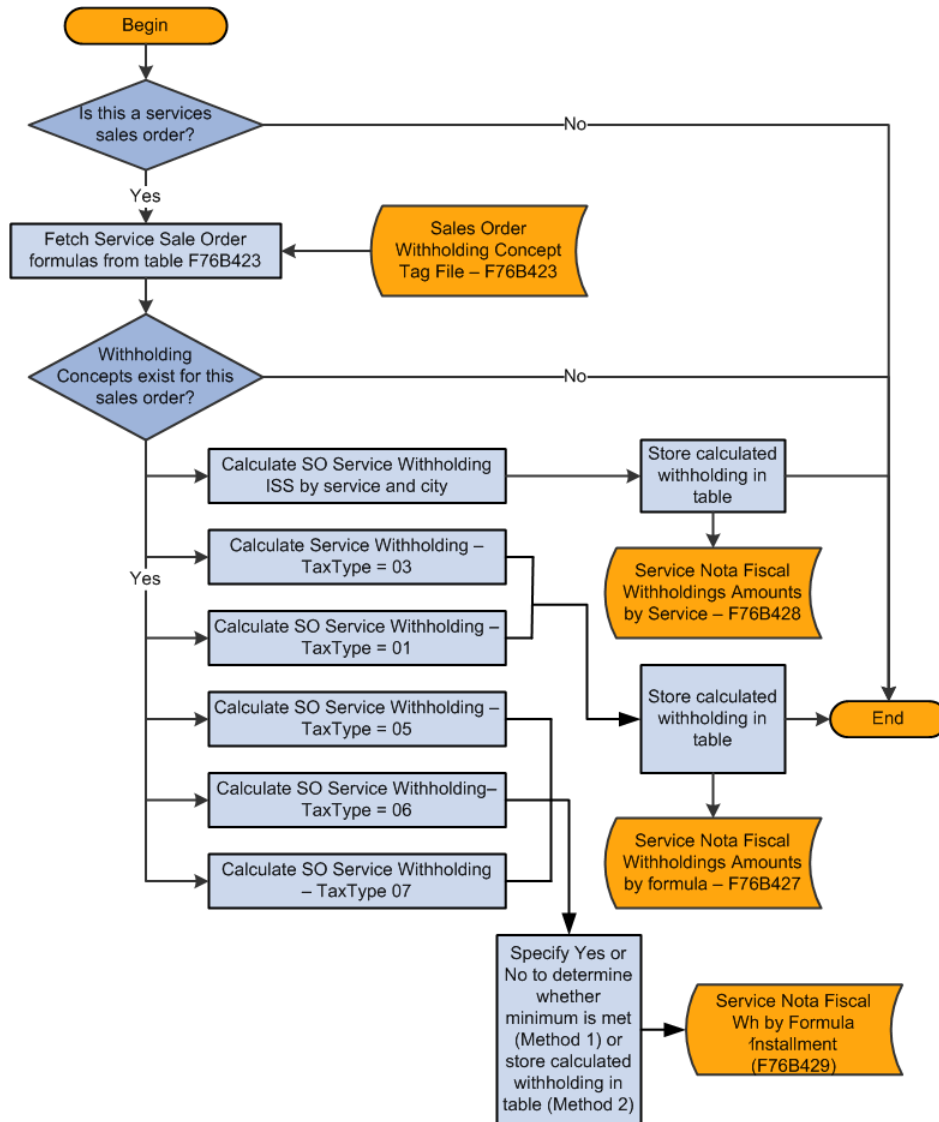 Begin
Is this a services
sales order?
No
Yes
Fetch Service Sale Order
formulas from table F76B423
Sales Order
Withholding Concept
Tag File – F76B423
Withholding
Concepts exist for this
sales order?
No
Yes
Calculate SO Service Withholding
ISS by service and city
Store calculated
withholding in
table
Calculate Service Withholding –
TaxType = 03
Service Nota Fiscal
Withholdings Amounts
by Service – F76B428
Calculate SO Service Withholding –
TaxType = 01
Calculate SO Service Withholding –
TaxType = 05
Store calculated
withholding in
table
End
Calculate SO Service Withholding–
TaxType = 06
Service Nota Fiscal
Withholdings Amounts
by formula – F76B427
Calculate SO Service Withholding
– TaxType 07
Specify Yes or
No to determine
whether
minimum is met
(Method 1) or
store calculated
withholding in
table (Method 2)
Service Nota Fiscal
Wh by Formula
Installment
(F76B429)